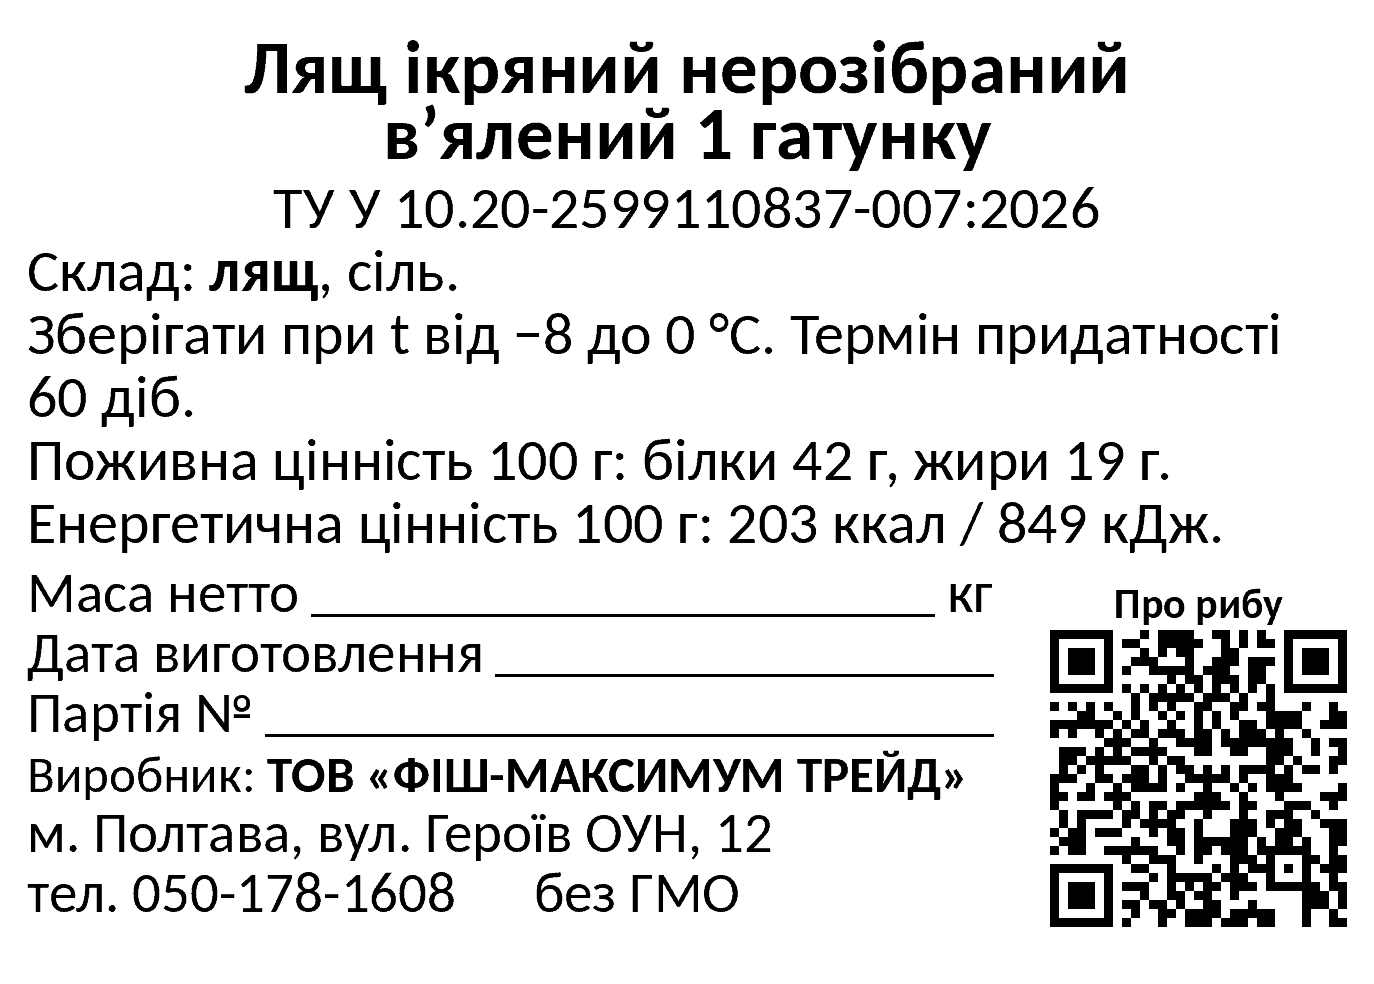 Лящ ікряний нерозібраний
в’ялений 1 гатунку
ТУ У 10.20-2599110837-007:2026
Склад: лящ, сіль.
Зберігати при t від −8 до 0 °С. Термін придатності
60 діб.
Поживна цінність 100 г: білки 42 г, жири 19 г.
Енергетична цінність 100 г: 203 ккал / 849 кДж.
Маса нетто ____________________ кг
Дата виготовлення ________________
Партія № ________________________
Про рибу
Виробник: ТОВ «ФІШ-МАКСИМУМ ТРЕЙД»
м. Полтава, вул. Героїв ОУН, 12
тел. 050-178-1608 без ГМО